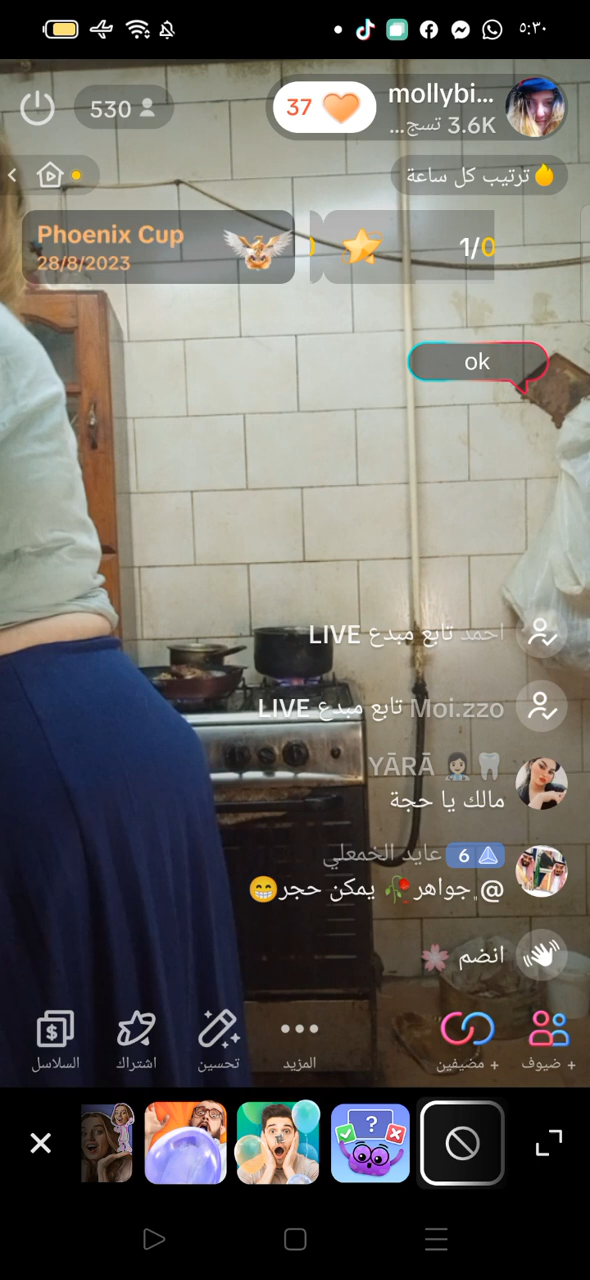 ٥:٣٠
530
37
mollybi...
3.6K تسج...
ترتيب كل ساعة
Phoenix Cup
28/8/2023
1/0
ok
احمد تابع مبدع LIVE
Moi.zzo تابع مبدع LIVE
YĀRĀ 👩🏻‍⚕️🦷
مالك يا حجة
6 عايد الخمعلي
@ٍجواهر🥀 يمكن حجر😁
انضم 🌸
+ ضيوف
+ مضيفين
المزيد
تحسين
اشتراك
السلاسل
$
?